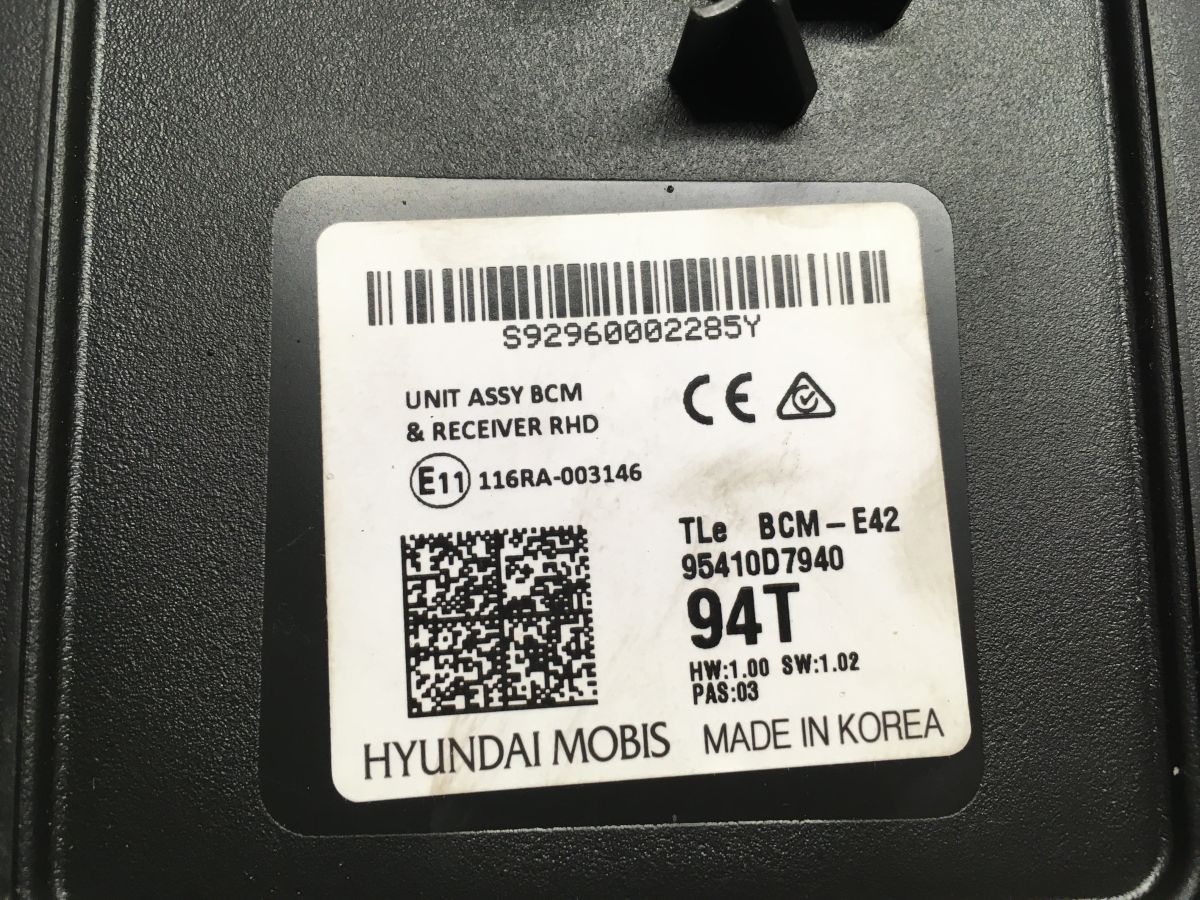 S92960002285Y
UNIT ASSY BCM
& RECEIVER RHD
CE
E11 116RA-003146
TLe BCM-E42
95410D7940
94T
HW:1.00 SW:1.02
PAS:03
HYUNDAI MOBIS MADE IN KOREA